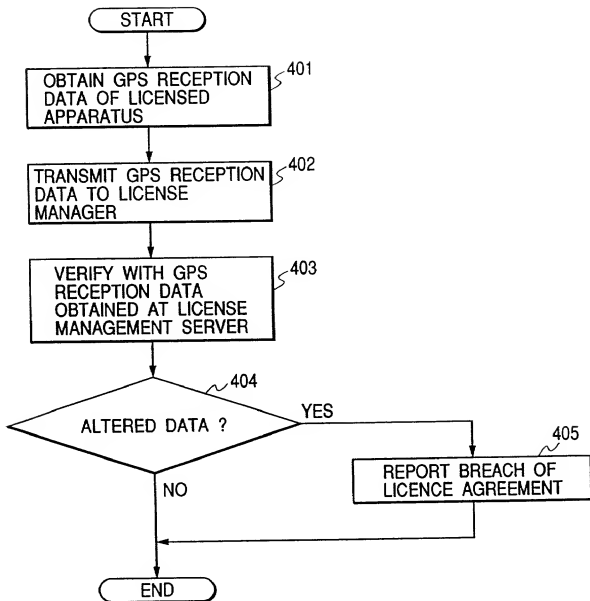 START
401
OBTAIN GPS RECEPTION
DATA OF LICENSED
APPARATUS
402
TRANSMIT GPS RECEPTION
DATA TO LICENSE
MANAGER
403
VERIFY WITH GPS
RECEPTION DATA
OBTAINED AT LICENSE
MANAGEMENT SERVER
404
ALTERED DATA ?
YES
405
REPORT BREACH OF
LICENCE AGREEMENT
NO
END